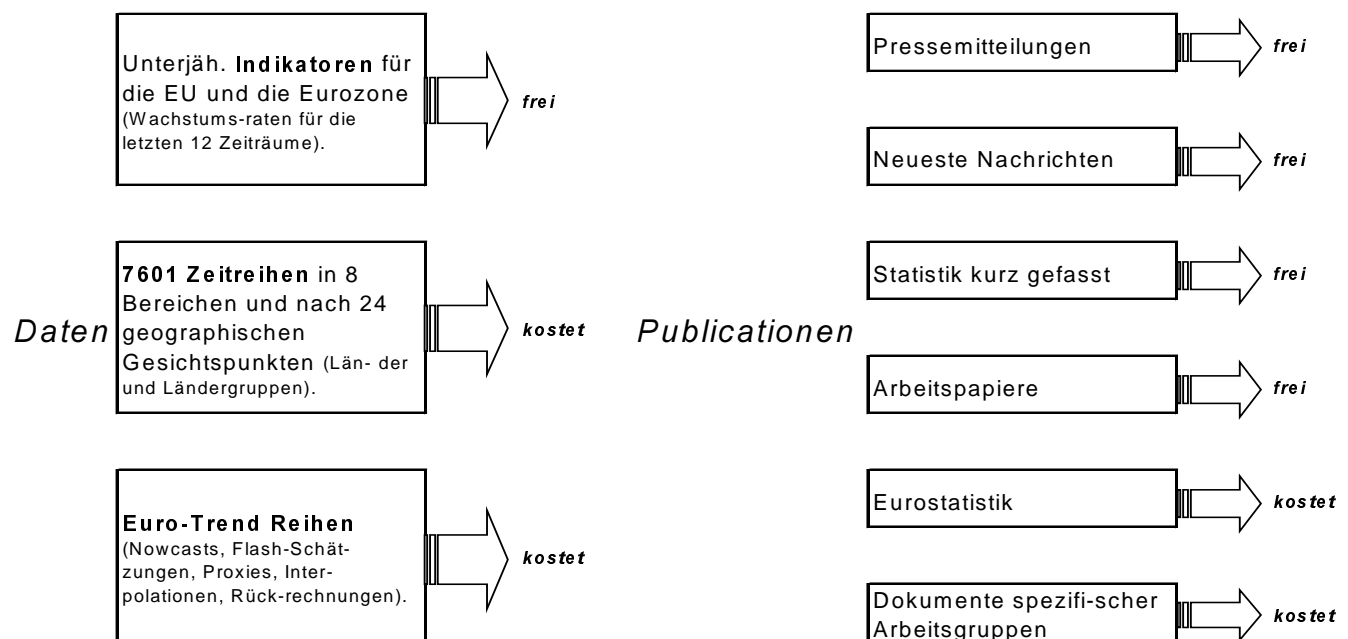 Daten
Unterjäh. Indikatoren für
die EU und die Eurozone
(Wachstums-raten für die
letzten 12 Zeiträume).
frei
7601 Zeitreihen in 8
Bereichen und nach 24
geographischen
Gesichtspunkten (Län- der
und Ländergruppen).
kostet
Euro-Trend Reihen
(Nowcasts, Flash-Schät-
zungen, Proxies, Inter-
polationen, Rück-rechnungen).
kostet
Publicationen
Pressemitteilungen
frei
Neueste Nachrichten
frei
Statistik kurz gefasst
frei
Arbeitspapiere
frei
Eurostatistik
kostet
Dokumente spezifi-scher
Arbeitsgruppen
kostet